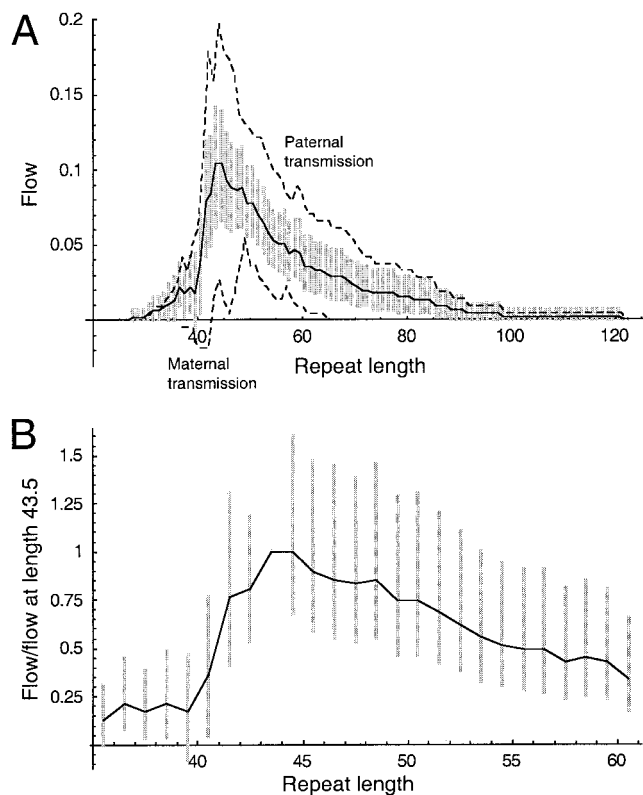 A
0.2
0.15
0.1
0.05
0
Flow
Paternal
transmission
Maternal
transmission
40
60
80
100
120
Repeat length
B
1.5
1.25
1
0.75
0.5
0.25
Flow/flow at length 43.5
40
45
50
55
60
Repeat length